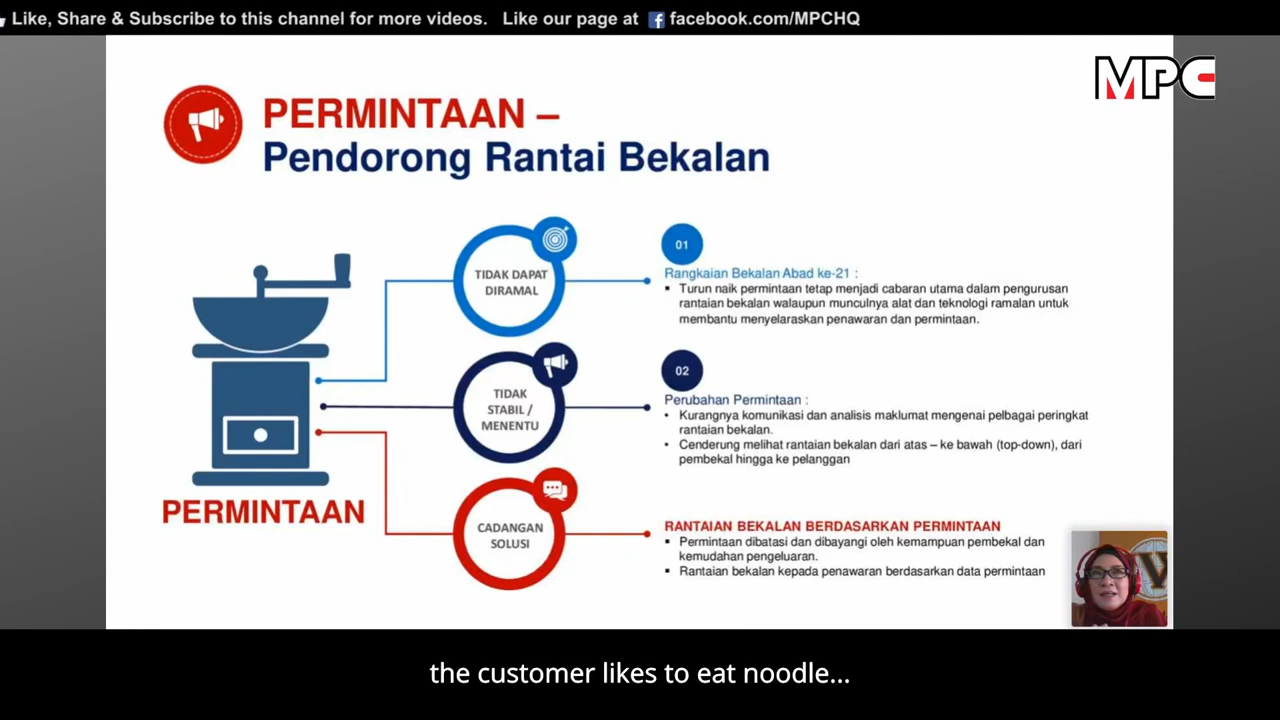 Like, Share & Subscribe to this channel for more videos. Like our page at facebook.com/MPCHQ
MPC
PERMINTAAN –
Pendorong Rantai Bekalan
TIDAK DAPAT
DIRAMAL
01
Rangkaian Bekalan Abad ke-21 :
▪ Turun naik permintaan tetap menjadi cabaran utama dalam pengurusan
rantaian bekalan walaupun munculnya alat dan teknologi ramalan untuk
membantu menyelaraskan penawaran dan permintaan.
TIDAK
STABIL /
MENENTU
02
Perubahan Permintaan :
• Kurangnya komunikasi dan analisis maklumat mengenai pelbagai peringkat
rantaian bekalan.
• Cenderung melihat rantaian bekalan dari atas – ke bawah (top-down), dari
pembekal hingga ke pelanggan
PERMINTAAN
CADANGAN
SOLUSI
RANTAIAN BEKALAN BERDASARKAN PERMINTAAN
▪ Permintaan dibatasi dan dibayangi oleh kemampuan pembekal dan
kemudahan pengeluaran.
▪ Rantaian bekalan kepada penawaran berdasarkan data permintaan
the customer likes to eat noodle...